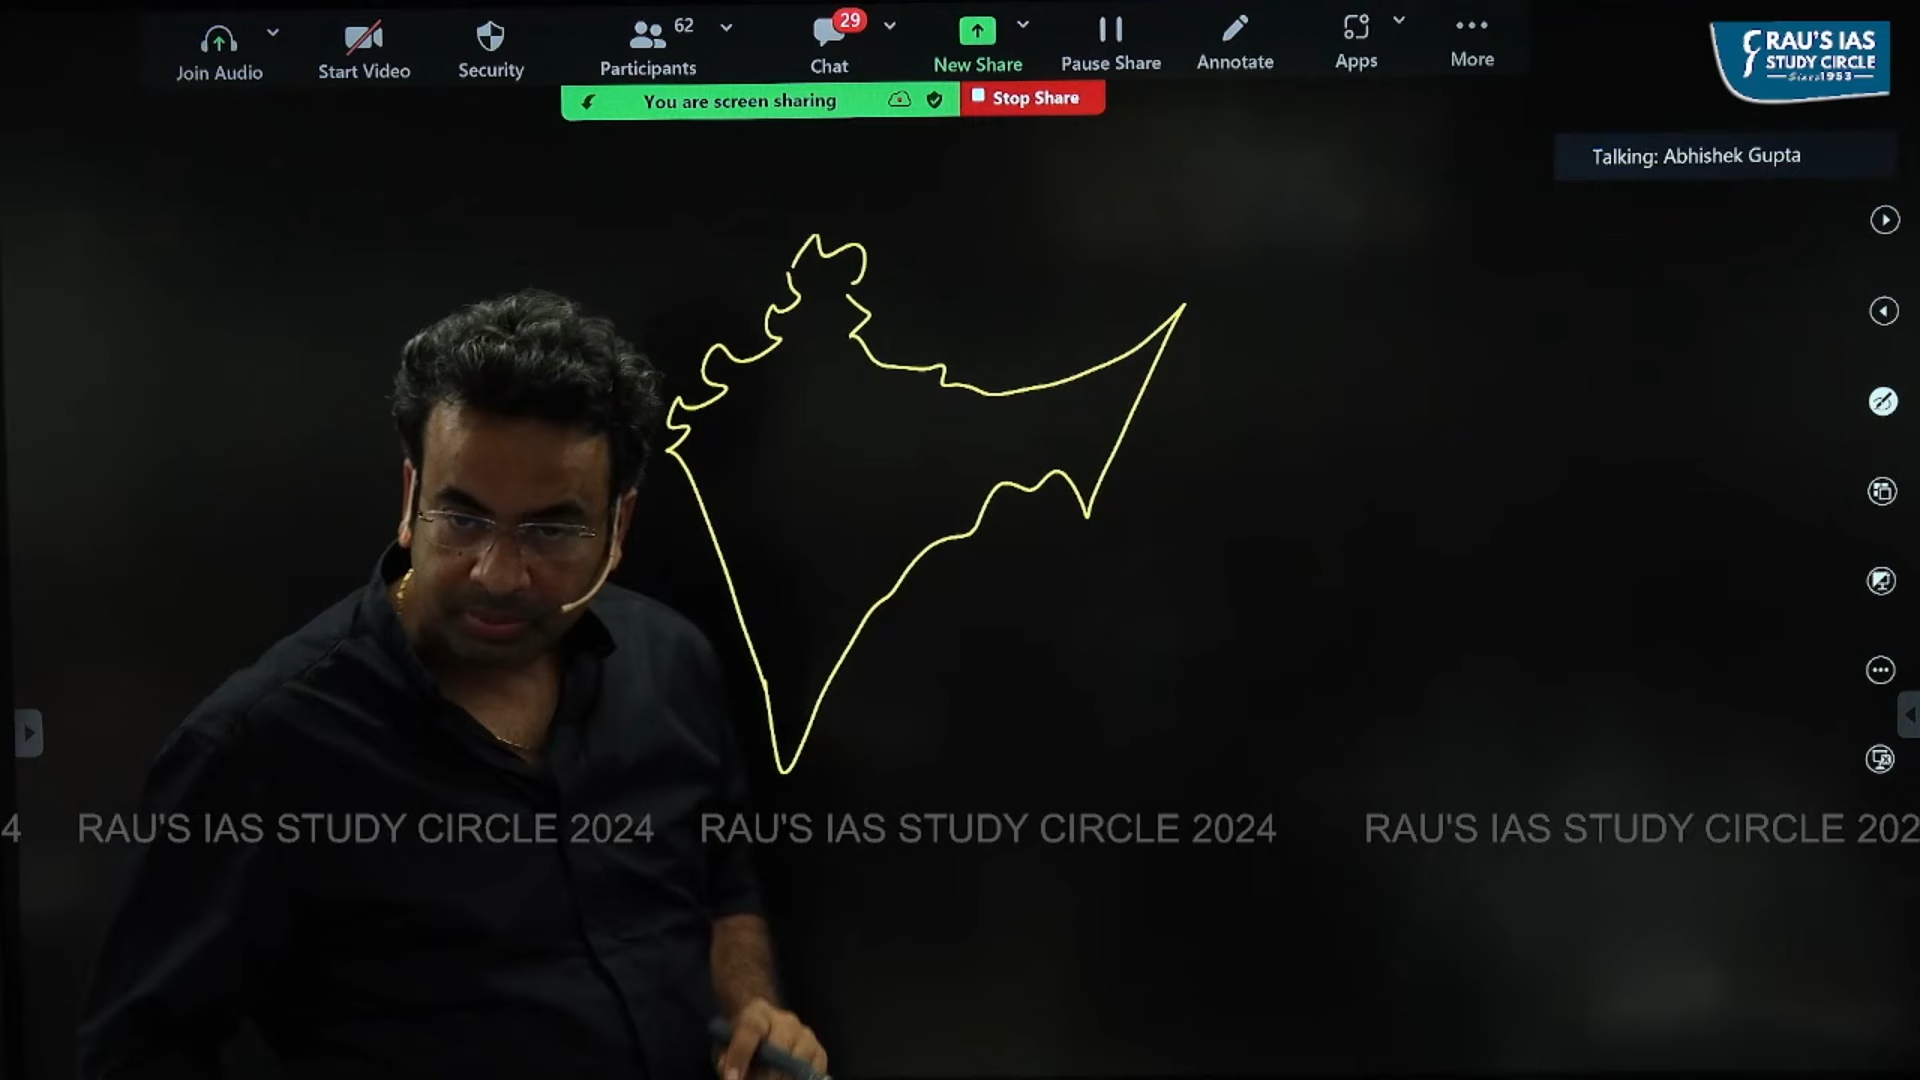 Join Audio
Start Video
Security
Participants
62
Chat
29
New Share
Pause Share
Annotate
Apps
More
You are screen sharing
Stop Share
RAU'S IAS
STUDY CIRCLE
Since 1953
Talking: Abhishek Gupta
4 RAU'S IAS STUDY CIRCLE 2024 RAU'S IAS STUDY CIRCLE 2024 RAU'S IAS STUDY CIRCLE 202